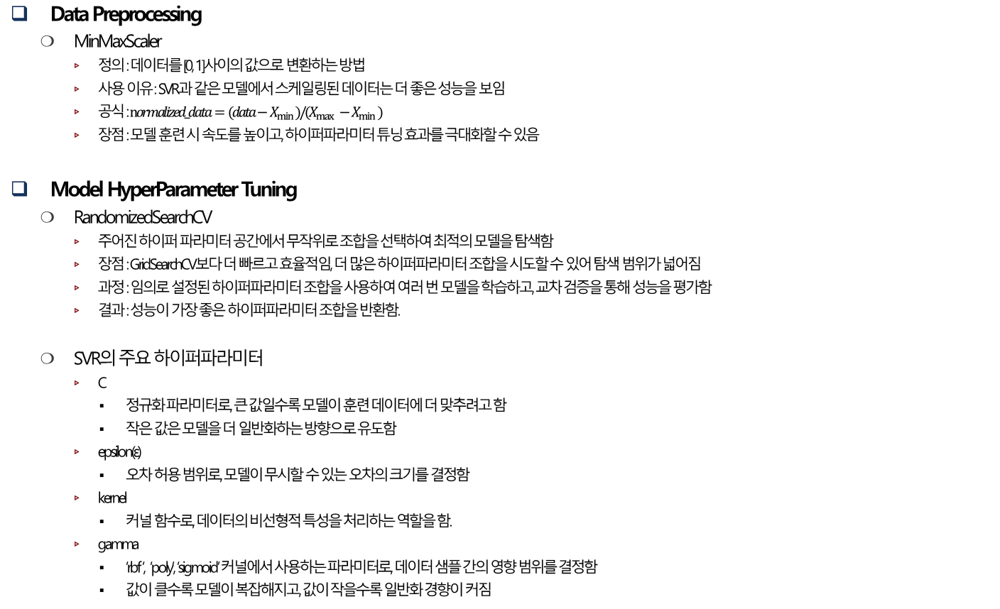 Data Preprocessing
MinMaxScaler
정의 : 데이터를 [0, 1]사이의 값으로 변환하는 방법
사용 이유 : SVR과 같은 모델에서 스케일링된 데이터는 더 좋은 성능을 보임
공식 : normalized_data = (data − Xmin )/(Xmax − Xmin )
장점 : 모델 훈련 시 속도를 높이고, 하이퍼파라미터 튜닝 효과를 극대화할 수 있음
Model HyperParameter Tuning
RandomizedSearchCV
주어진 하이퍼 파라미터 공간에서 무작위로 조합을 선택하여 최적의 모델을 탐색함
장점 : GridSearchCV보다 더 빠르고 효율적임, 더 많은 하이퍼파라미터 조합을 시도할 수 있어 탐색 범위가 넓어짐
과정 : 임의로 설정된 하이퍼파라미터 조합을 사용하여 여러 번 모델을 학습하고, 교차 검증을 통해 성능을 평가함
결과 : 성능이 가장 좋은 하이퍼파라미터 조합을 반환함.
SVR의 주요 하이퍼파라미터
C
정규화 파라미터로, 큰 값일수록 모델이 훈련 데이터에 더 맞추려고 함
작은 값은 모델을 더 일반화하는 방향으로 유도함
epsilon(ε)
오차 허용 범위로, 모델이 무시할 수 있는 오차의 크기를 결정함
kernel
커널 함수로, 데이터의 비선형적 특성을 처리하는 역할을 함.
gamma
‘rbf‘, ‘poly’, ‘sigmoid’ 커널에서 사용하는 파라미터로, 데이터 샘플 간의 영향 범위를 결정함
값이 클수록 모델이 복잡해지고, 값이 작을수록 일반화 경향이 커짐